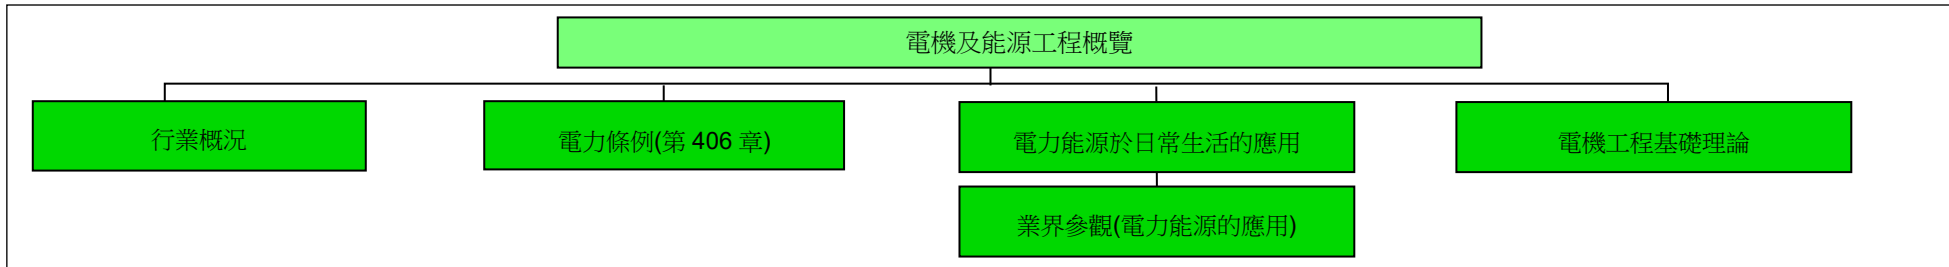 電機及能源工程概覽
行業概況
電力條例(第 406 章)
電力能源於日常生活的應用
電機工程基礎理論
業界參觀(電力能源的應用)